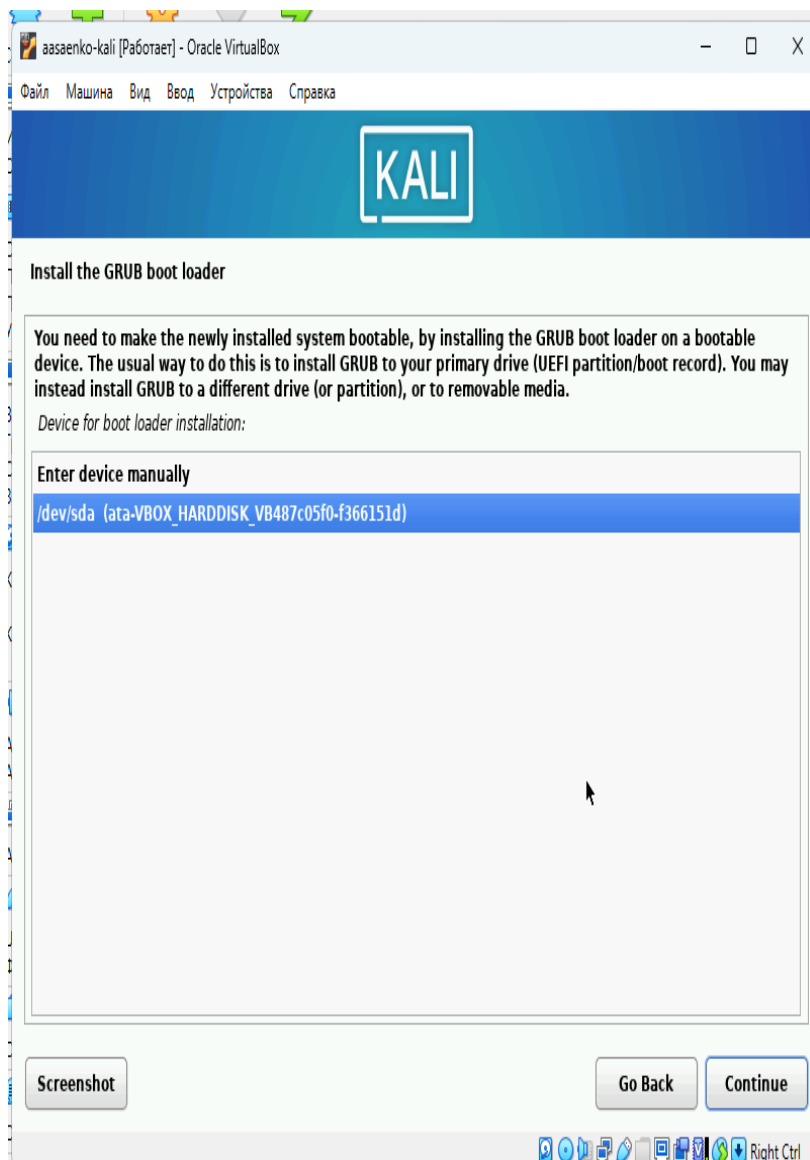 aasaenko-kali [Работает] - Oracle VirtualBox
Файл Машина Вид Ввод Устройства Справка
KALI
Install the GRUB boot loader
You need to make the newly installed system bootable, by installing the GRUB boot loader on a bootable
device. The usual way to do this is to install GRUB to your primary drive (UEFI partition/boot record). You may
instead install GRUB to a different drive (or partition), or to removable media.
Device for boot loader installation:
Enter device manually
/dev/sda (ata-VBOX_HARDDISK_VB487c05f0-f366151d)
Screenshot Go Back Continue
Right Ctrl